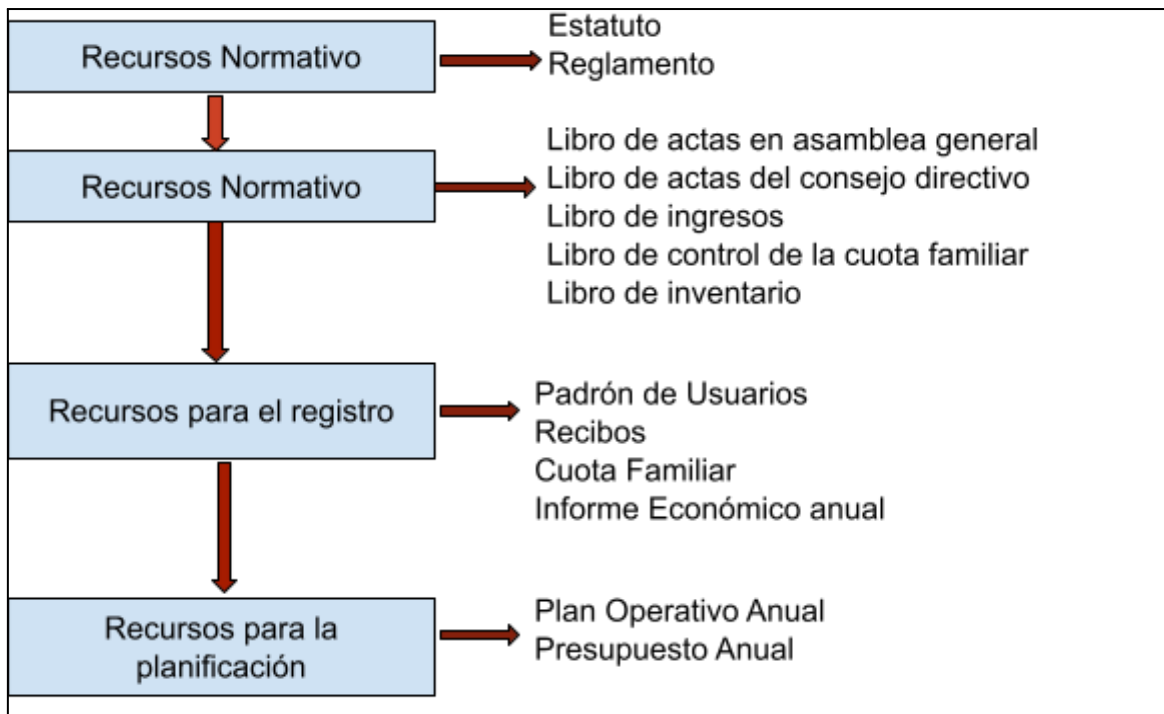 Recursos Normativo
Estatuto
Reglamento
Recursos Normativo
Libro de actas en asamblea general
Libro de actas del consejo directivo
Libro de ingresos
Libro de control de la cuota familiar
Libro de inventario
Recursos para el registro
Padrón de Usuarios
Recibos
Cuota Familiar
Informe Económico anual
Recursos para la
planificación
Plan Operativo Anual
Presupuesto Anual